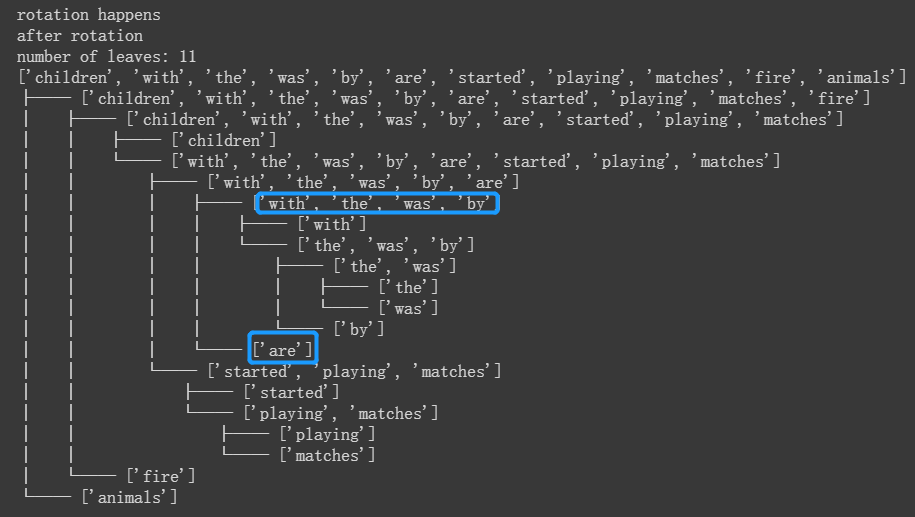 rotation happens
after rotation
number of leaves: 11
['children', 'with', 'the', 'was', 'by', 'are', 'started', 'playing', 'matches', 'fire', 'animals']
['children', 'with', 'the', 'was', 'by', 'are', 'started', 'playing', 'matches', 'fire']
['children', 'with', 'the', 'was', 'by', 'are', 'started', 'playing', 'matches']
['children']
['with', 'the', 'was', 'by', 'are', 'started', 'playing', 'matches']
['with', 'the', 'was', 'by', 'are']
['with', 'the', 'was', 'by'
['with']
['the', 'was', 'by']
['the', 'was']
['the']
['was']
['by']
['are']
['started', 'playing', 'matches']
['started']
['playing', 'matches']
['playing']
['matches']
['fire']
['animals']